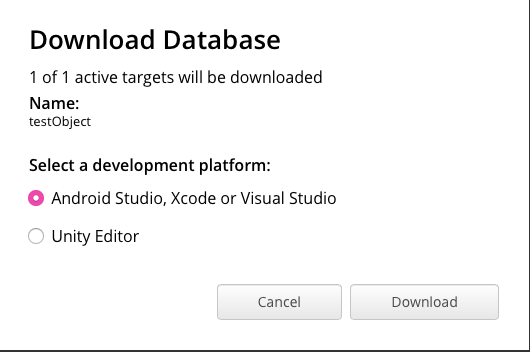 Download Database
1 of 1 active targets will be downloaded
Name:
testObject
Select a development platform:
Android Studio, Xcode or Visual Studio
Unity Editor
Cancel Download